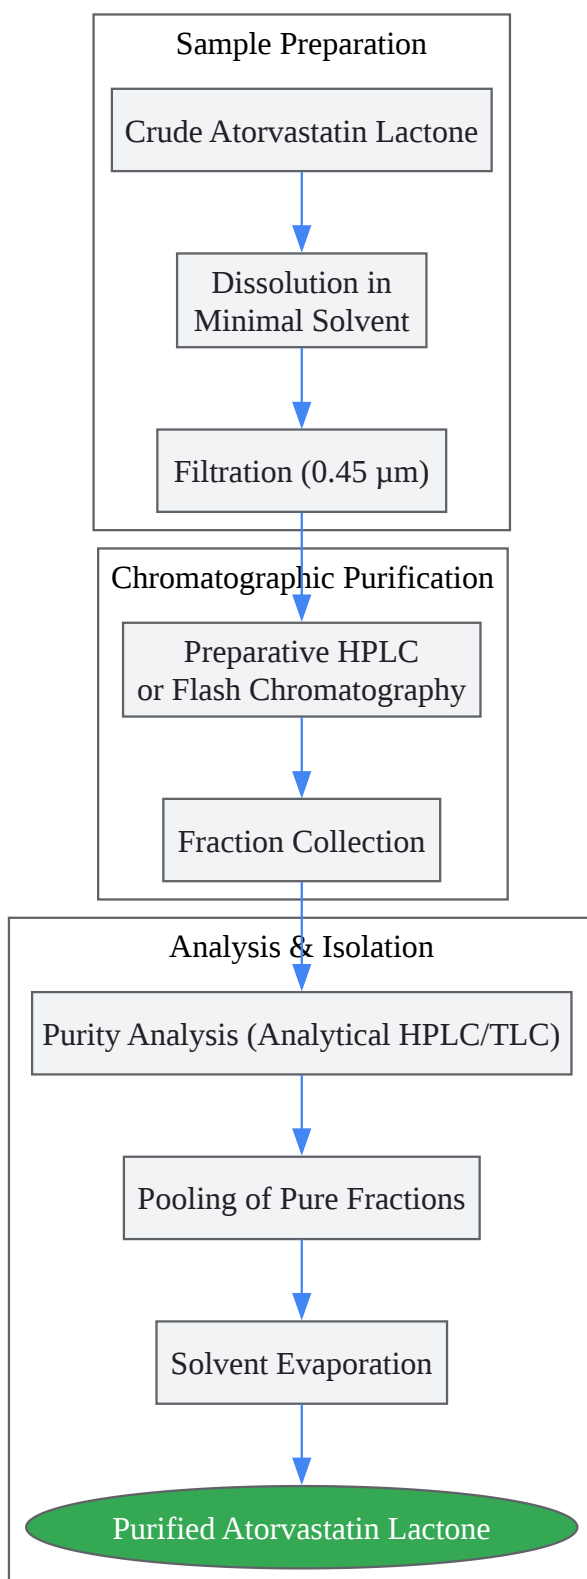 Sample Preparation
Crude Atorvastatin Lactone
Dissolution in
Minimal Solvent
Filtration (0.45 µm)
Chromatographic Purification
Preparative HPLC
or Flash Chromatography
Fraction Collection
Analysis & Isolation
Purity Analysis (Analytical HPLC/TLC)
Pooling of Pure Fractions
Solvent Evaporation
Purified Atorvastatin Lactone